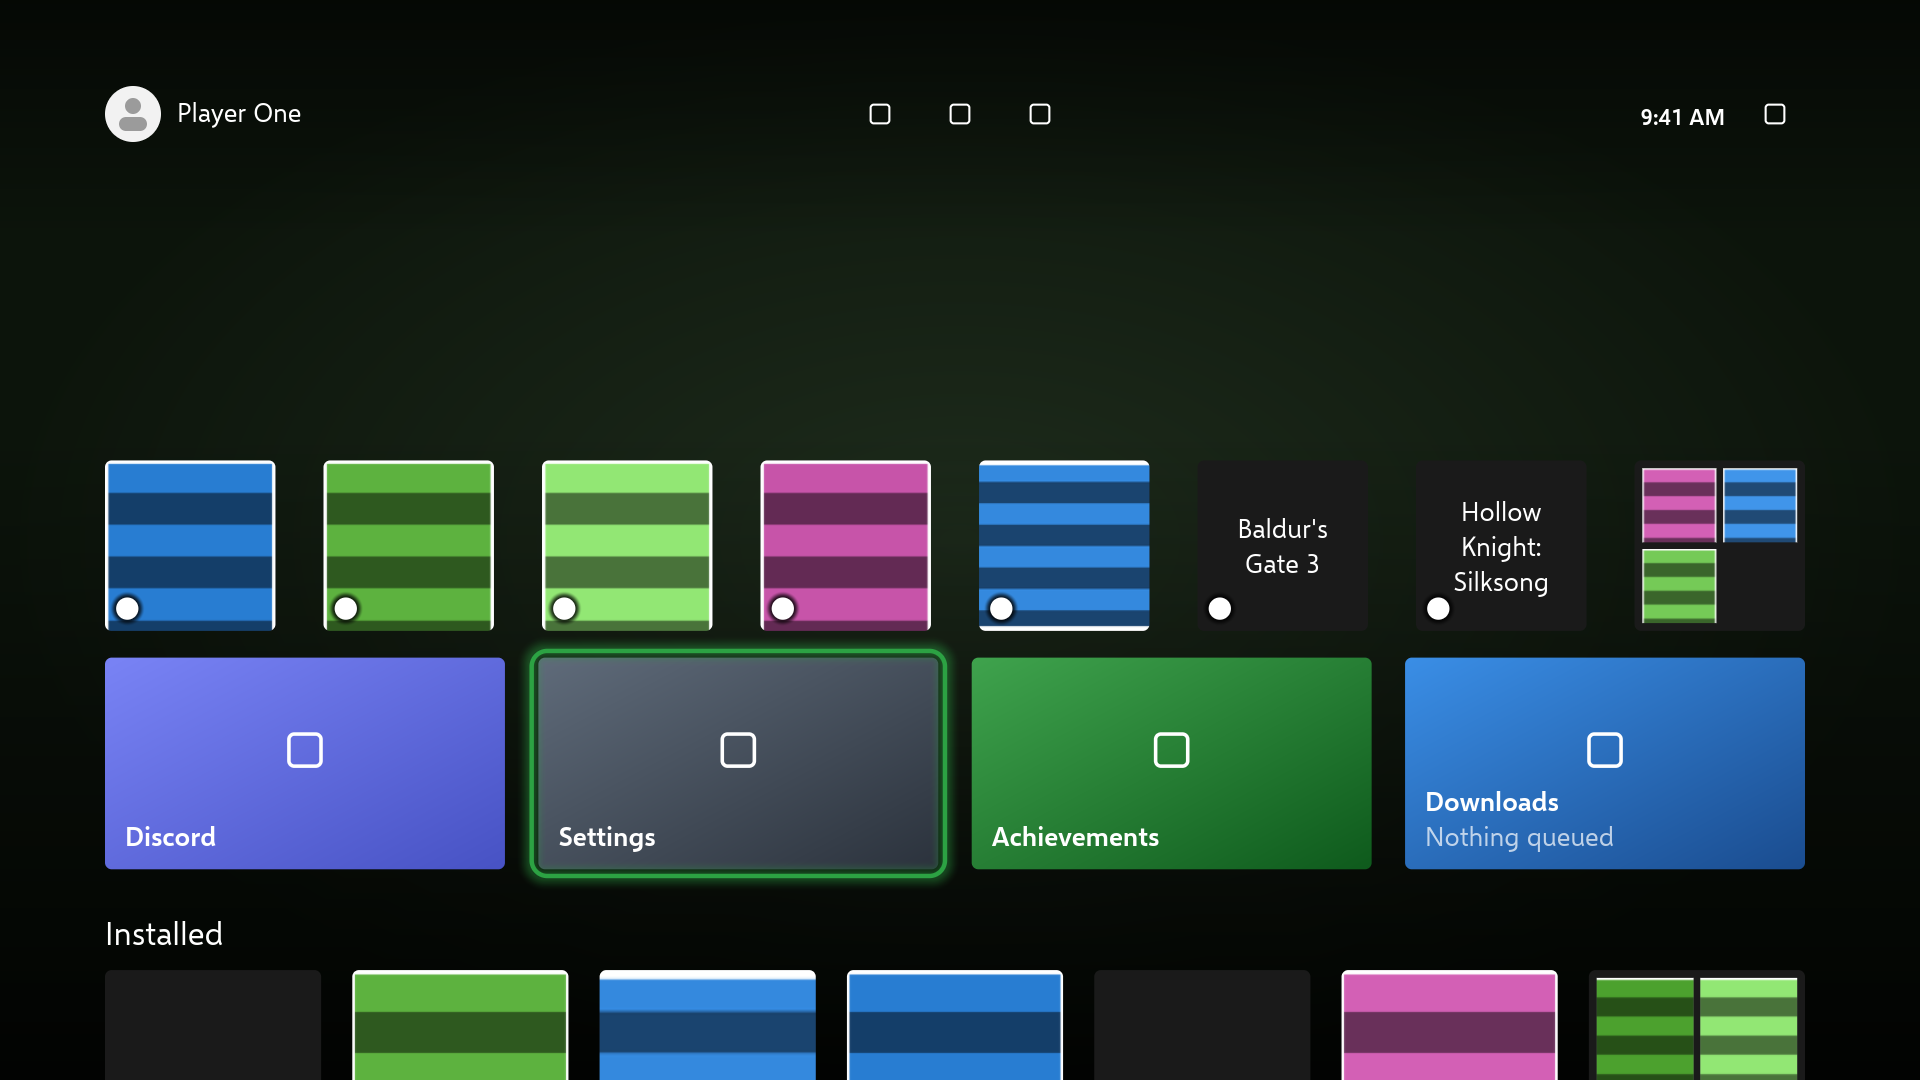 Player One
9:41 AM
Baldur's
Gate 3
Hollow
Knight:
Silksong
Discord
Settings
Achievements
Downloads
Nothing queued
Installed